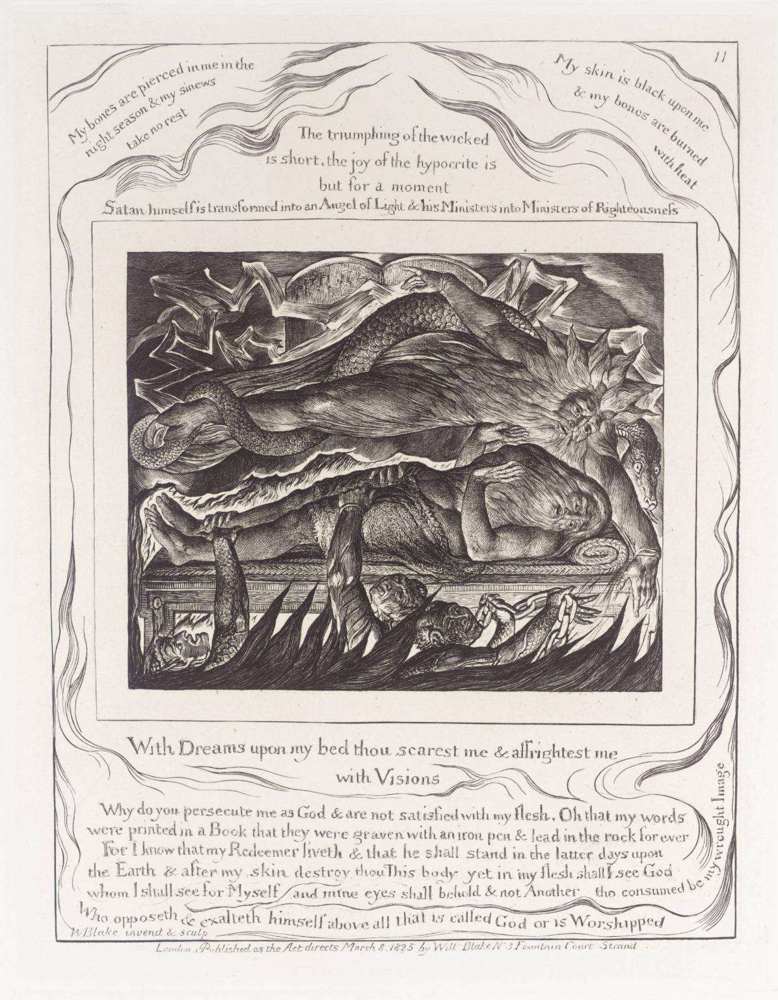 11
My bones are pierced in me in the
night season & my sinews
take no rest
My skin is black upon me
& my bones are burned
with heat
The triumphing of the wicked
is short, the joy of the hypocrite is
but for a moment
Satan himself is transformed into an Angel of Light & his Ministers into Ministers of Righteousneſs
With Dreams upon my bed thou scarest me & affrightest me
with Visions
Why do you persecute me as God & are not satisfied with my flesh. Oh that my words
were printed in a Book that they were graven with an iron pen & lead in the rock for ever
For I know that my Redeemer liveth & that he shall stand in the latter days upon
the Earth & after my skin destroy thou This body yet in my flesh shall I see God
whom I shall see for Myself and mine eyes shall behold & not Another tho consumed be my wrought Image
Who opposeth & exalteth himself above all that is called God or is Worshipped
WBlake invenit & sculp
London. Published as the Act directs March 8: 1825 by Will Blake N 3 Fountain Court Strand